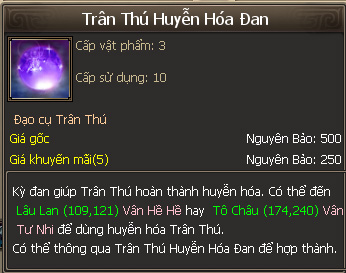 Trân Thú Huyễn Hóa Đan
Cấp vật phẩm: 3
Cấp sử dụng: 10
Đạo cụ Trân Thú
Giá gốc Nguyên Bảo: 500
Giá khuyến mãi(5) Nguyên Bảo: 250
Kỳ đan giúp Trân Thú hoàn thành huyễn hóa. Có thể đến
Lâu Lan (109,121) Vân Hề Hề hay Tô Châu (174,240) Vân
Tư Nhi để dùng huyễn hóa Trân Thú.
Có thể thông qua Trân Thú Huyễn Hóa Đan để hợp thành.